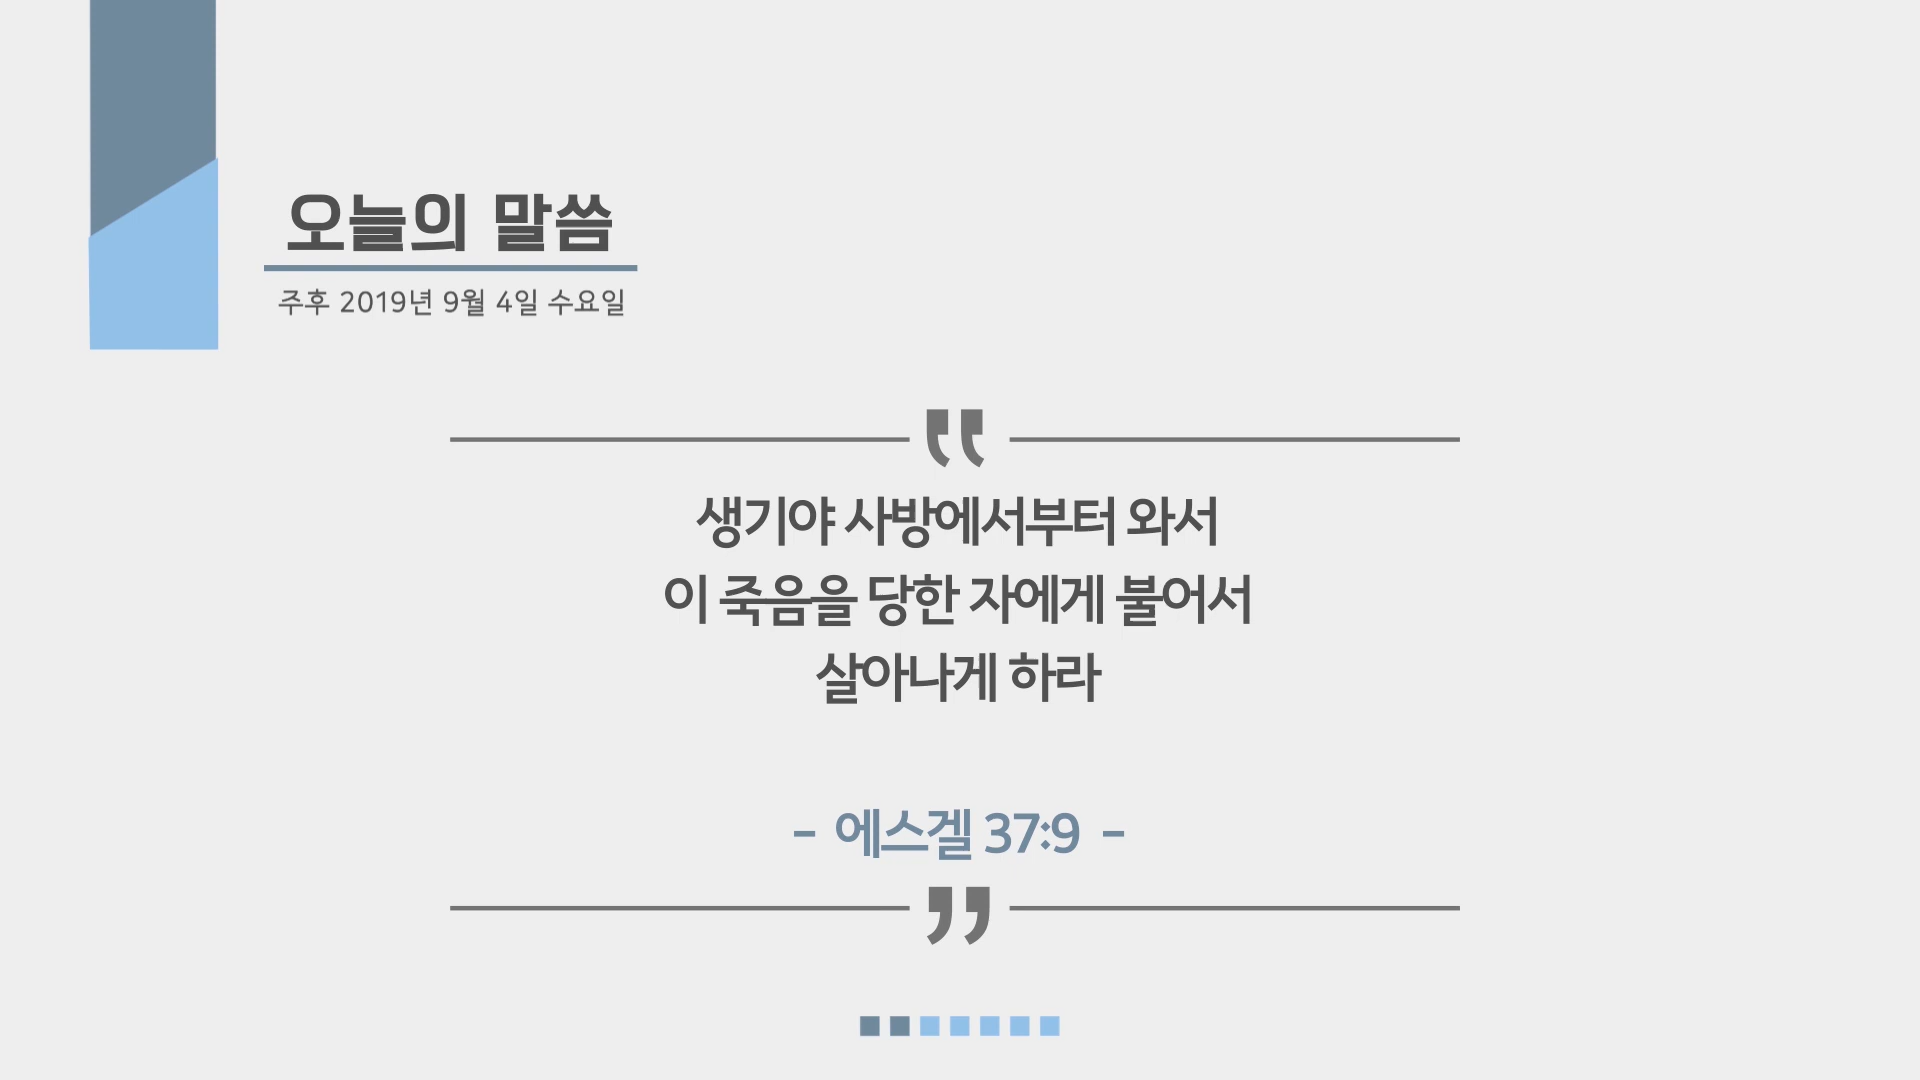 오늘의 말씀
주후 2019년 9월 4일 수요일
생기야 사방에서부터 와서
이 죽음을 당한 자에게 불어서
살아나게 하라
- 에스겔 37:9 -